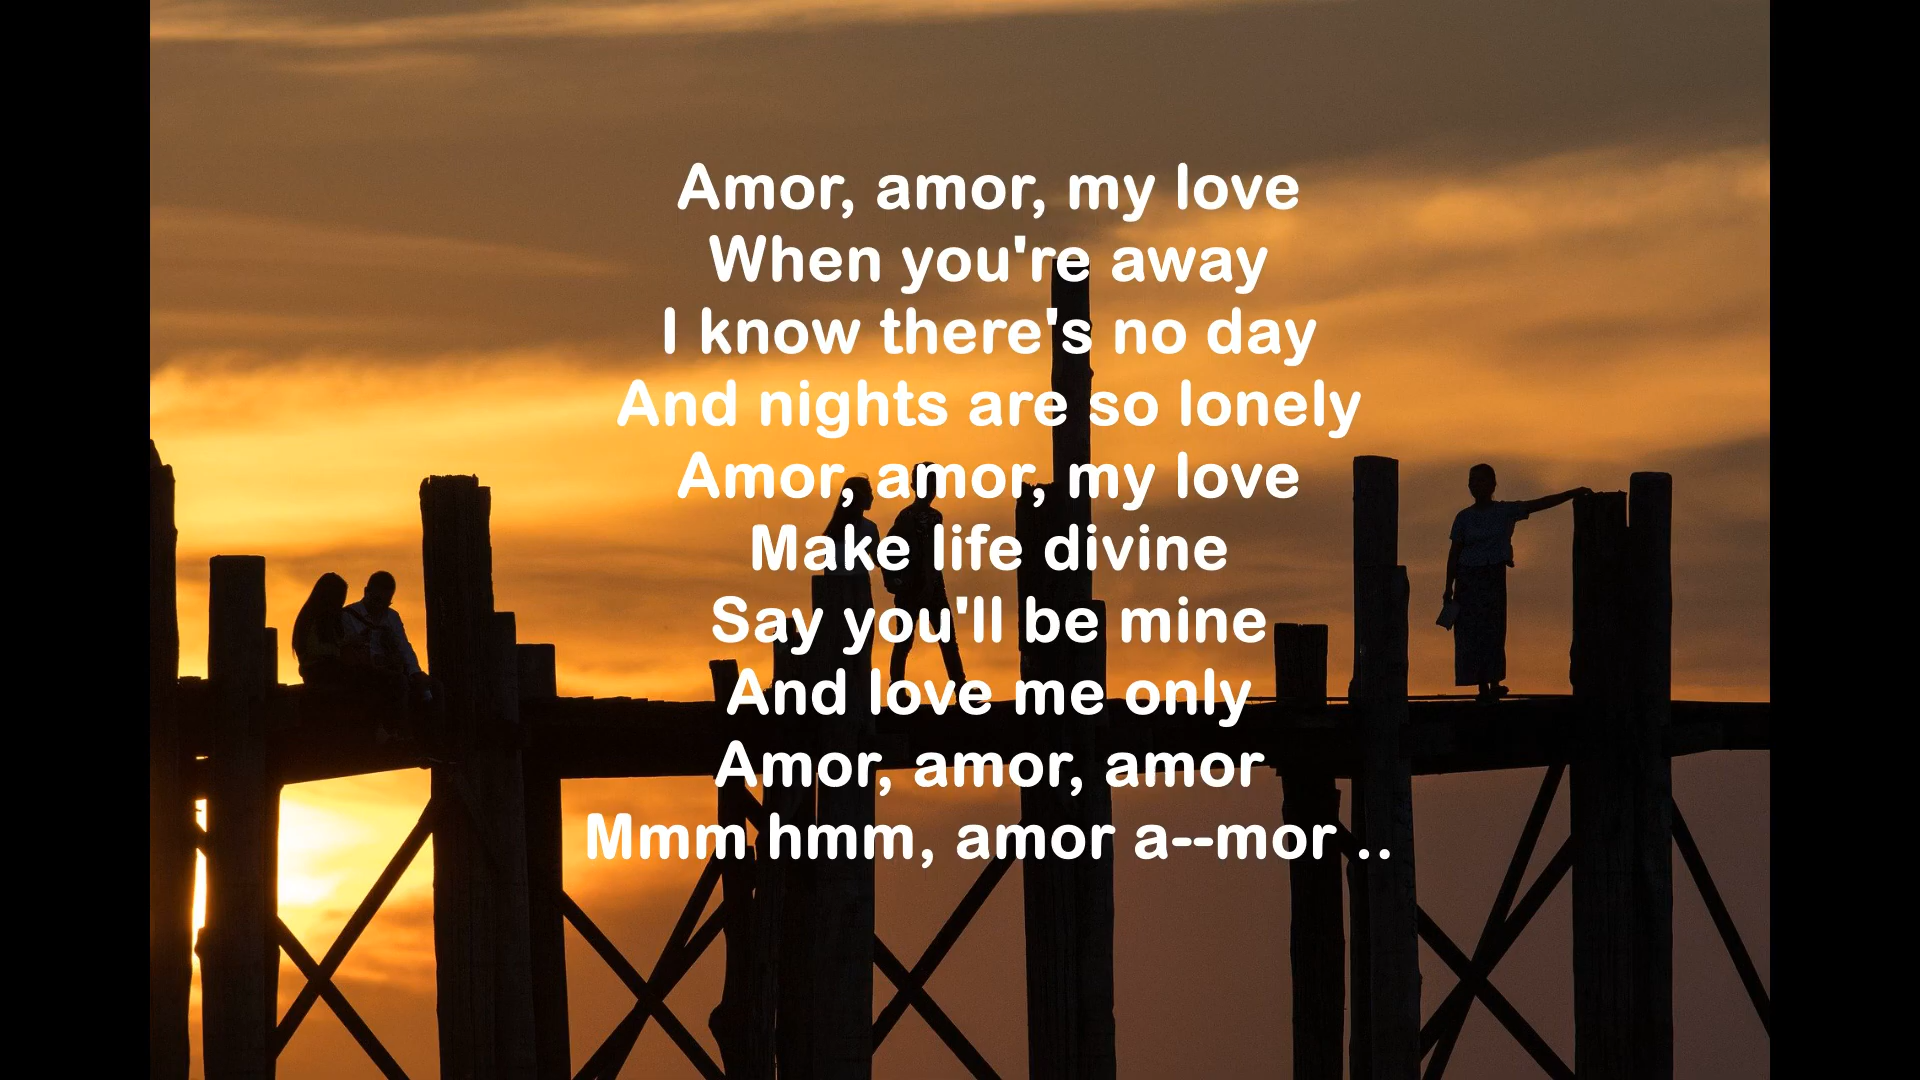 Amor, amor, my love
When you're away
I know there's no day
And nights are so lonely
Amor, amor, my love
Make life divine
Say you'll be mine
And love me only
Amor, amor, amor
Mmm hmm, amor a--mor ..